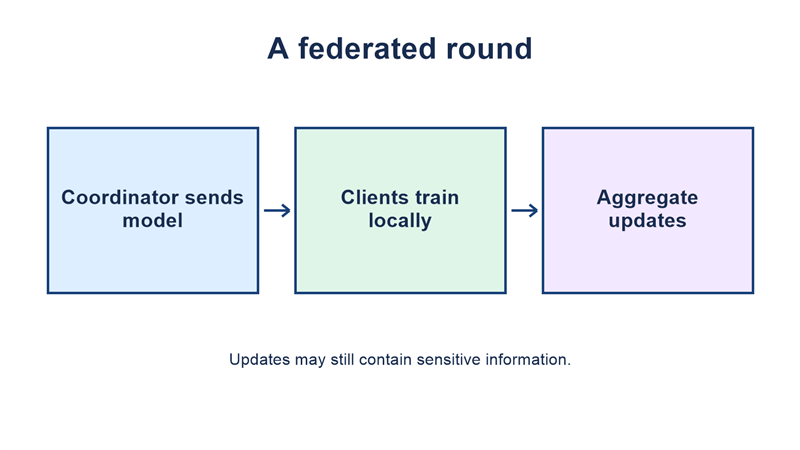 A federated round
Coordinator sends
model
Clients train
locally
Aggregate
updates
Updates may still contain sensitive information.